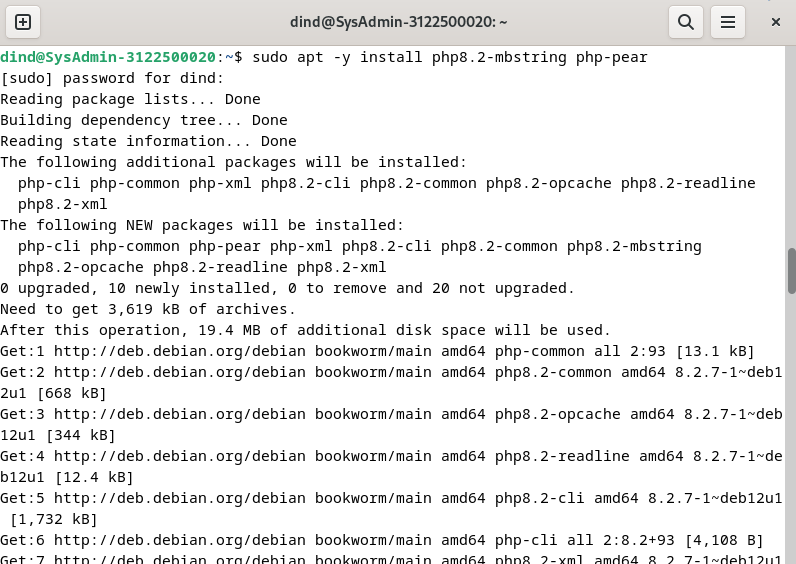 dind@SysAdmin-3122500020: ~
dind@SysAdmin-3122500020:~$ sudo apt -y install php8.2-mbstring php-pear
[sudo] password for dind:
Reading package lists... Done
Building dependency tree... Done
Reading state information... Done
The following additional packages will be installed:
  php-cli php-common php-xml php8.2-cli php8.2-common php8.2-opcache php8.2-readline
  php8.2-xml
The following NEW packages will be installed:
  php-cli php-common php-pear php-xml php8.2-cli php8.2-common php8.2-mbstring
  php8.2-opcache php8.2-readline php8.2-xml
0 upgraded, 10 newly installed, 0 to remove and 20 not upgraded.
Need to get 3,619 kB of archives.
After this operation, 19.4 MB of additional disk space will be used.
Get:1 http://deb.debian.org/debian bookworm/main amd64 php-common all 2:93 [13.1 kB]
Get:2 http://deb.debian.org/debian bookworm/main amd64 php8.2-common amd64 8.2.7-1~deb1
2u1 [668 kB]
Get:3 http://deb.debian.org/debian bookworm/main amd64 php8.2-opcache amd64 8.2.7-1~deb
12u1 [344 kB]
Get:4 http://deb.debian.org/debian bookworm/main amd64 php8.2-readline amd64 8.2.7-1~de
b12u1 [12.4 kB]
Get:5 http://deb.debian.org/debian bookworm/main amd64 php8.2-cli amd64 8.2.7-1~deb12u1
 [1,732 kB]
Get:6 http://deb.debian.org/debian bookworm/main amd64 php-cli all 2:8.2+93 [4,108 B]
Get:7 http://deb.debian.org/debian bookworm/main amd64 php8.2-xml amd64 8.2.7-1~deb12u1